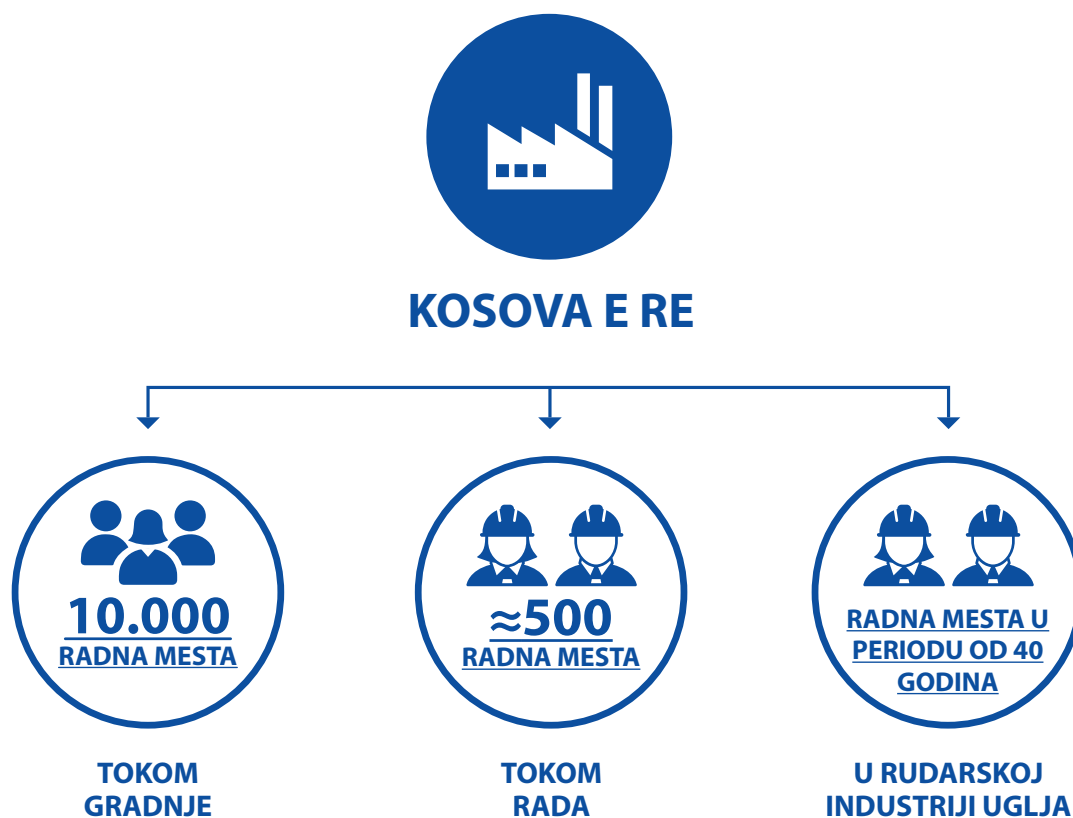 KOSOVA E RE
10.000
RADNA MESTA
TOKOM
GRADNJE
≈500
RADNA MESTA
TOKOM
RADA
RADNA MESTA U
PERIODU OD 40
GODINA
U RUDARSKOJ
INDUSTRIJI UGLJA